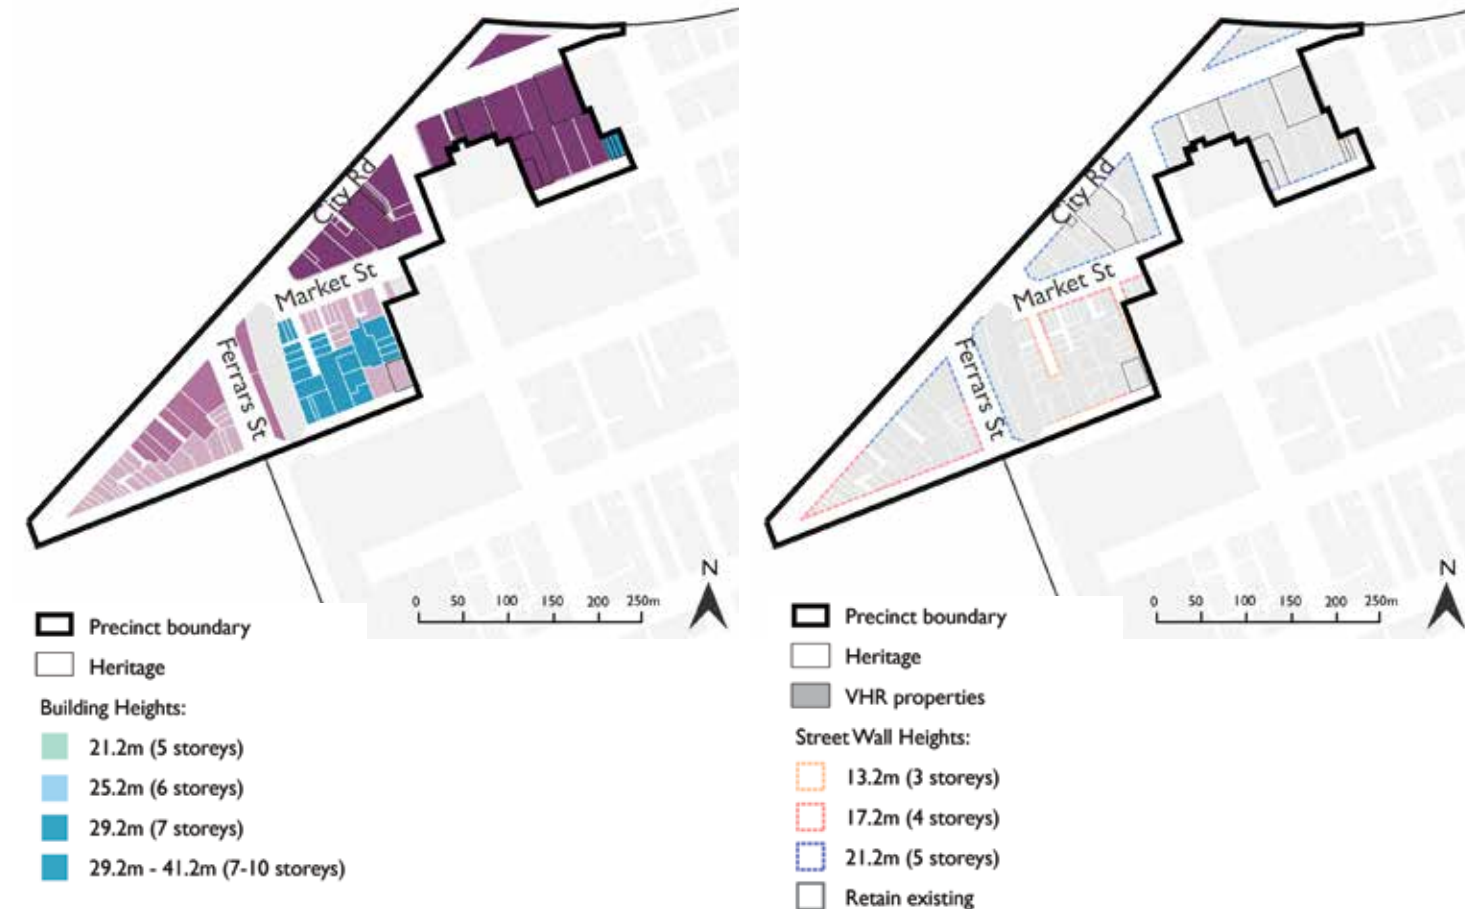 City Rd
Market St
Ferrars St
N
0 50 100 150 200 250m
Precinct boundary
Heritage
Building Heights:
21.2m (5 storeys)
25.2m (6 storeys)
29.2m (7 storeys)
29.2m - 41.2m (7-10 storeys)
City Rd
Market St
Ferrars St
N
0 50 100 150 200 250m
Precinct boundary
Heritage
VHR properties
Street Wall Heights:
13.2m (3 storeys)
17.2m (4 storeys)
21.2m (5 storeys)
Retain existing